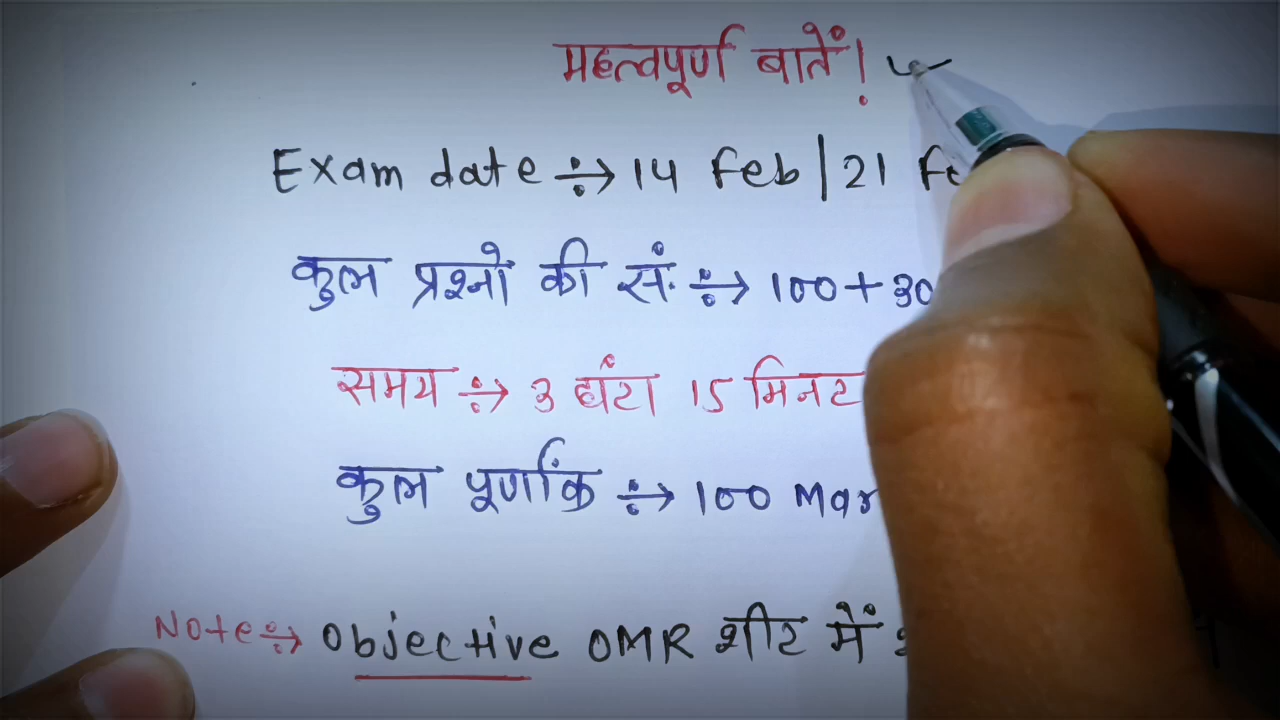 महत्वपूर्ण बातें!
Exam date ÷→ 14 Feb | 21
कुल प्रश्नो की सं. ÷→ 100 + 30
समय ÷→ 3 घंटा 15 मिनट
कुल पूर्णांक ÷→ 100
Note ÷→ Objective OMR शीट में